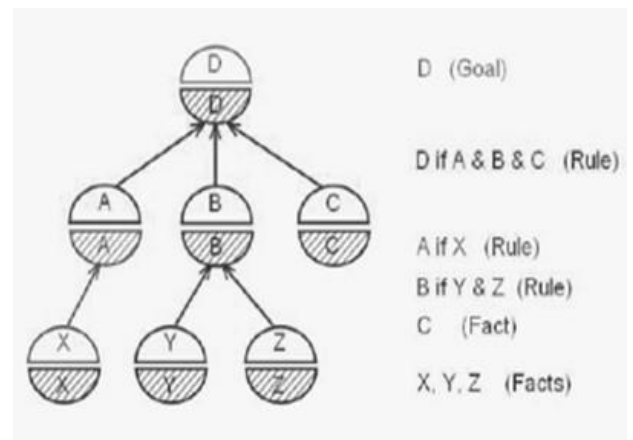 D (Goal)
D
D
D if A & B & C (Rule)
A B C
A B C
A if X (Rule)
B if Y & Z (Rule)
C (Fact)
X Y Z
X Y Z
X, Y, Z (Facts)